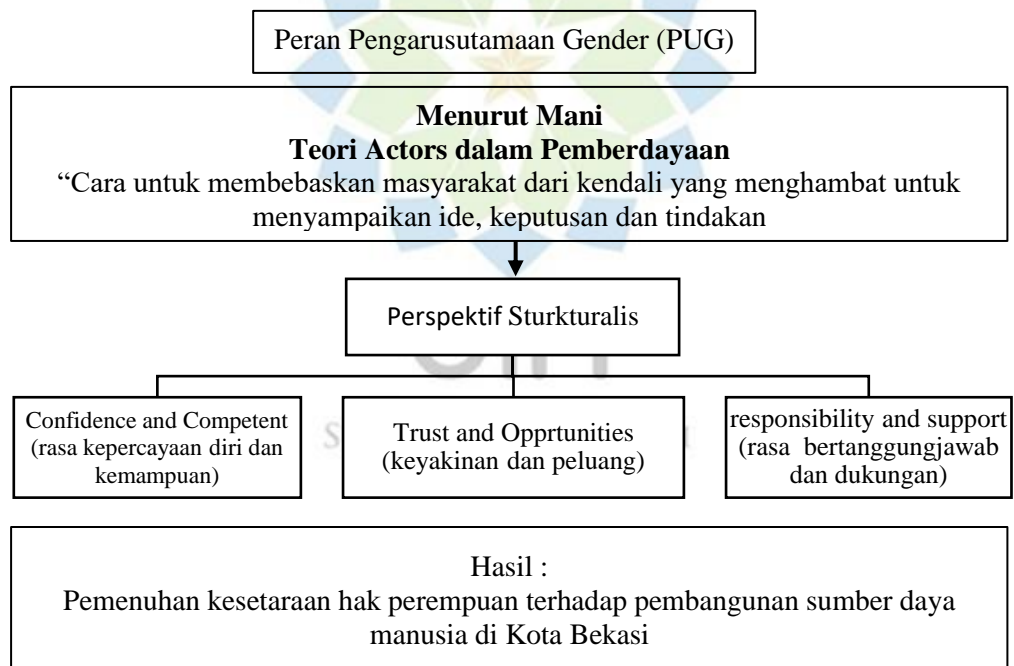 Peran Pengarusutamaan Gender (PUG)
Menurut Mani
Teori Actors dalam Pemberdayaan
“Cara untuk membebaskan masyarakat dari kendali yang menghambat untuk
menyampaikan ide, keputusan dan tindakan
Perspektif Sturkturalis
Confidence and Competent
(rasa kepercayaan diri dan
kemampuan)
Trust and Opprtunities
(keyakinan dan peluang)
responsibility and support
(rasa bertanggungjawab
dan dukungan)
Hasil :
Pemenuhan kesetaraan hak perempuan terhadap pembangunan sumber daya
manusia di Kota Bekasi